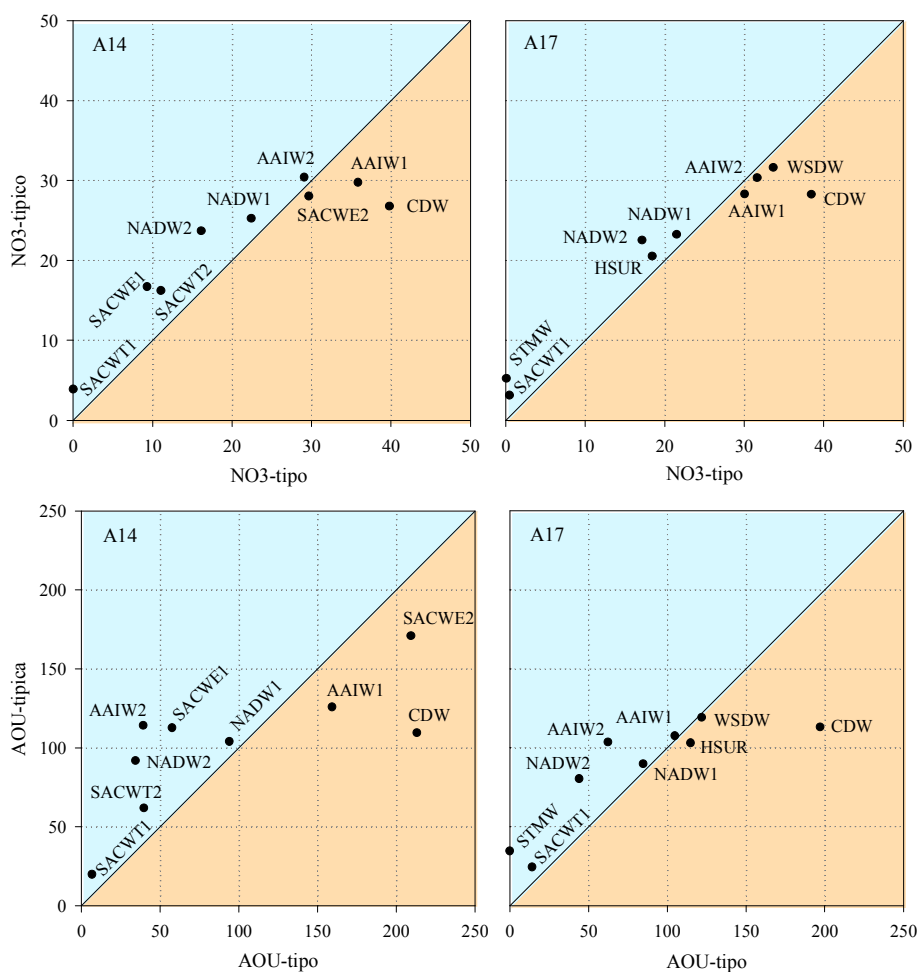 A14
NO3-tipico
50
40
30
20
10
0
AAIW2
AAIW1
NADW1
SACWE2
CDW
NADW2
SACWE1
SACWT2
SACWT1
0 10 20 30 40 50
NO3-tipo
A17
AAIW2
WSDW
AAIW1
CDW
NADW1
NADW2
HSUR
STMW
SACWT1
0 10 20 30 40 50
NO3-tipo
A14
AOU-tipica
250
200
150
100
50
0
SACWE2
SACWE1
AAIW2
NADW1
AAIW1
CDW
NADW2
SACWT2
SACWT1
0 50 100 150 200 250
AOU-tipo
A17
AAIW1
AAIW2
WSDW
CDW
HSUR
NADW2
NADW1
STMW
SACWT1
0 50 100 150 200 250
AOU-tipo